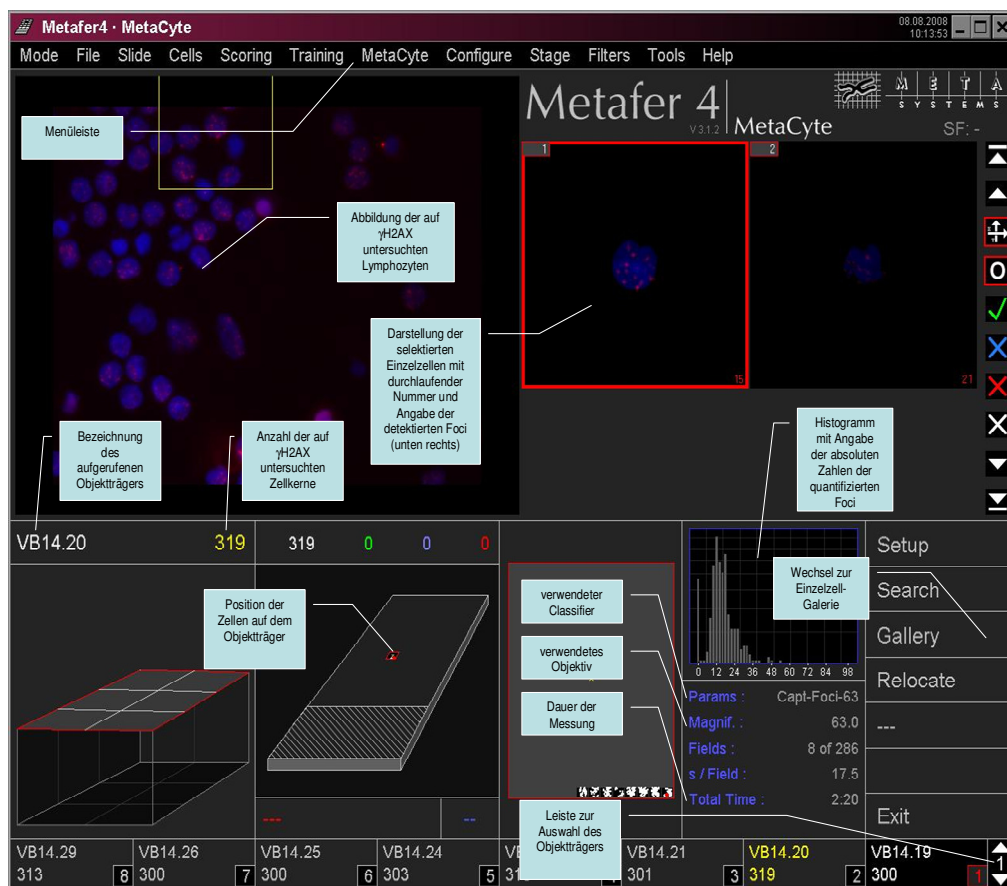 Metafer4 · MetaCyte
08.08.2008
10:13:53
Mode File Slide Cells Scoring Training MetaCyte Configure Stage Filters Tools Help
Metafer 4
V 3.1.2
MetaCyte
M E T A
S Y S T E M S
SF: -
Menüleiste
1
2
Abbildung der auf
γH2AX
untersuchten
Lymphozyten
Darstellung der
selektierten
Einzelzellen mit
durchlaufender
Nummer und
Angabe der
detektierten Foci
(unten rechts)
15
21
Bezeichnung
des
aufgerufenen
Objektträgers
Anzahl der auf
γH2AX
untersuchten
Zellkerne
Histogramm
mit Angabe
der absoluten
Zahlen der
quantifizierten
Foci
VB14.20 319
319 0 0 0
Position der
Zellen auf dem
Objektträger
verwendeter
Classifier
verwendetes
Objektiv
Dauer der
Messung
Wechsel zur
Einzelzell-
Galerie
0 12 24 36 48 60 72 84 98
Params : Capt-Foci-63
Magnif. : 63.0
Fields : 8 of 286
s / Field : 17.5
Total Time : 2:20
Setup
Search
Gallery
Relocate
---
Exit
---
--
Leiste zur
Auswahl des
Objektträgers
VB14.29
313 8
VB14.26
300 7
VB14.25
300 6
VB14.24
303 5
VB14.21
301 3
VB14.20
319 2
VB14.19
300 1
1